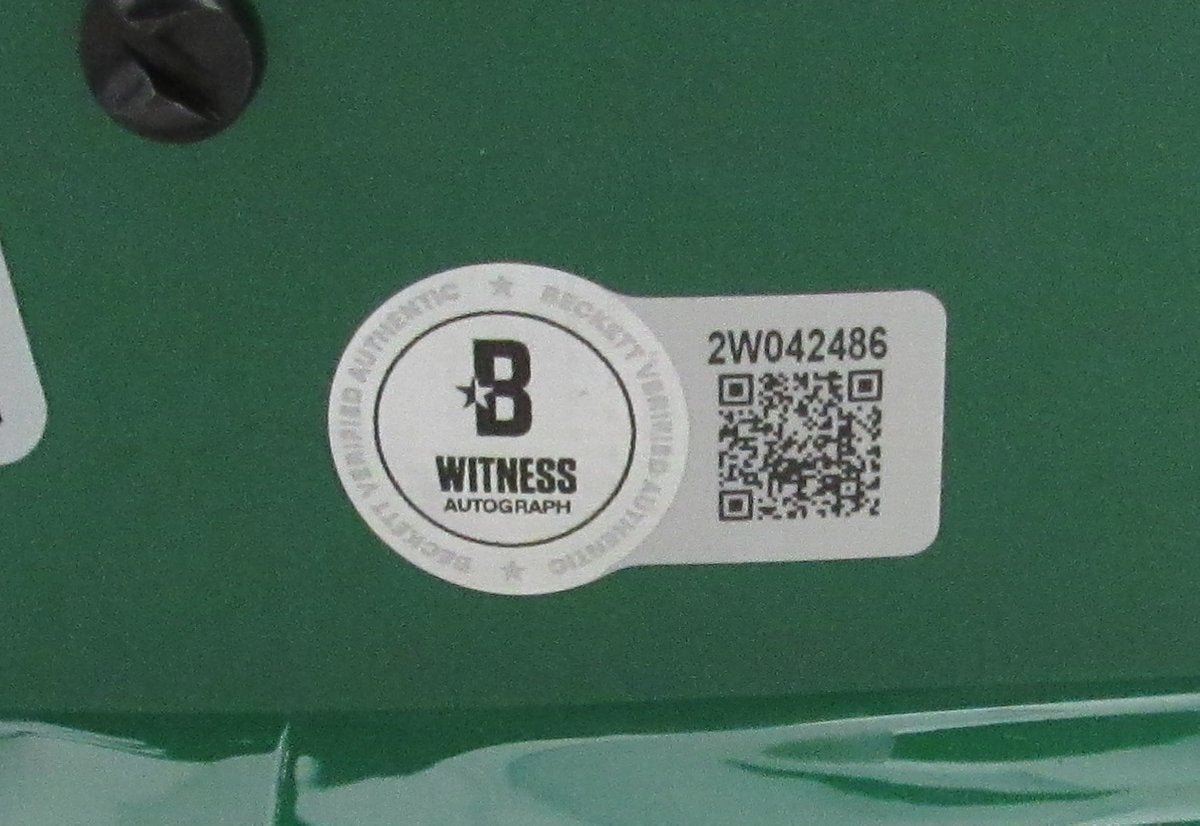 ★ BECKETT VERIFIED AUTHENTIC ★ BECKETT VERIFIED AUTHENTIC
B
WITNESS
AUTOGRAPH
2W042486